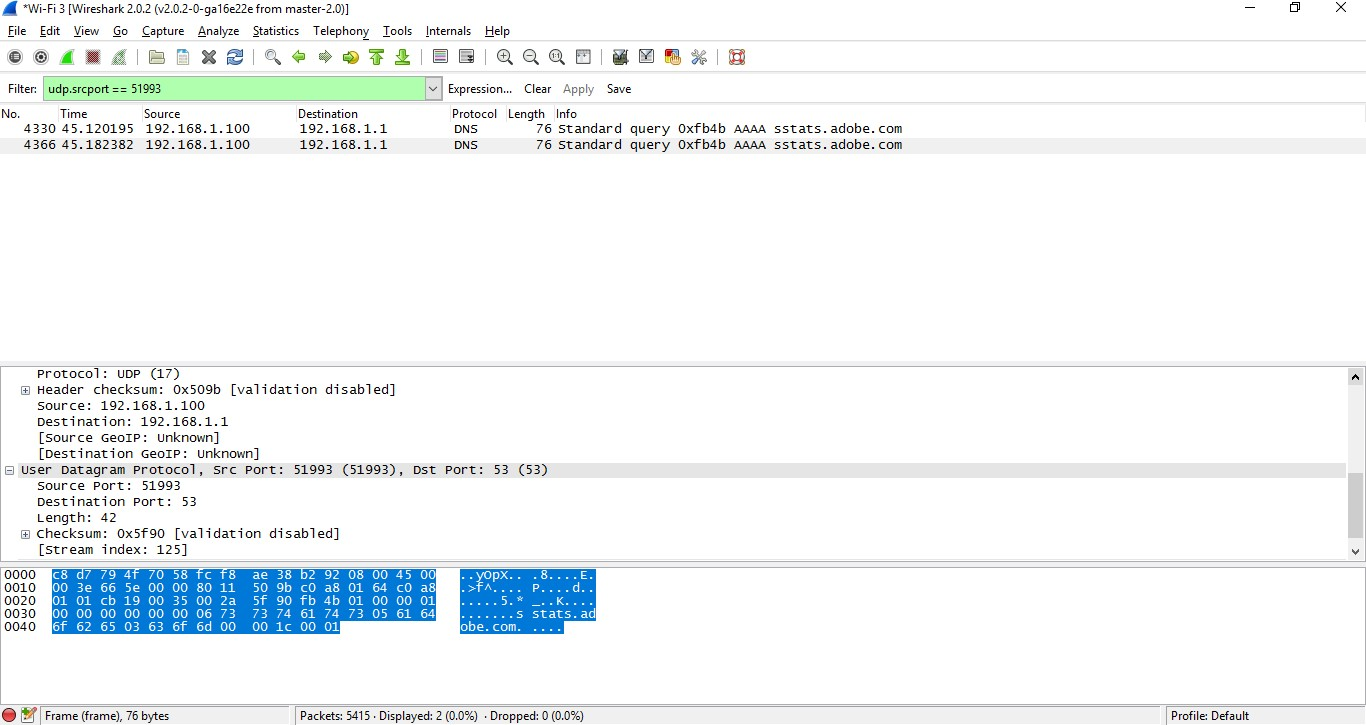 *Wi-Fi 3 [Wireshark 2.0.2 (v2.0.2-0-ga16e22e from master-2.0)]
File Edit View Go Capture Analyze Statistics Telephony Tools Internals Help
Filter: udp.srcport == 51993 Expression... Clear Apply Save
No. Time Source Destination Protocol Length Info
4330 45.120195 192.168.1.100 192.168.1.1 DNS 76 Standard query 0xfb4b AAAA sstats.adobe.com
4366 45.182382 192.168.1.100 192.168.1.1 DNS 76 Standard query 0xfb4b AAAA sstats.adobe.com
Protocol: UDP (17)
Header checksum: 0x509b [validation disabled]
Source: 192.168.1.100
Destination: 192.168.1.1
[Source GeoIP: Unknown]
[Destination GeoIP: Unknown]
User Datagram Protocol, Src Port: 51993 (51993), Dst Port: 53 (53)
Source Port: 51993
Destination Port: 53
Length: 42
Checksum: 0x5f90 [validation disabled]
[Stream index: 125]
0000 c8 d7 79 4f 70 58 fc f8 ae 38 b2 92 08 00 45 00 ..yOpX.. .8....E.
0010 00 3e 66 5e 00 00 80 11 50 9b c0 a8 01 64 c0 a8 .>f^.... P....d..
0020 01 01 cb 19 00 35 00 2a 5f 90 fb 4b 01 00 00 01 .....5.* _..K....
0030 00 00 00 00 00 00 06 73 73 74 61 74 73 05 61 64 .......s stats.ad
0040 6f 62 65 03 63 6f 6d 00 00 1c 00 01 obe.com. ....
Frame (frame), 76 bytes Packets: 5415 · Displayed: 2 (0.0%) · Dropped: 0 (0.0%) Profile: Default